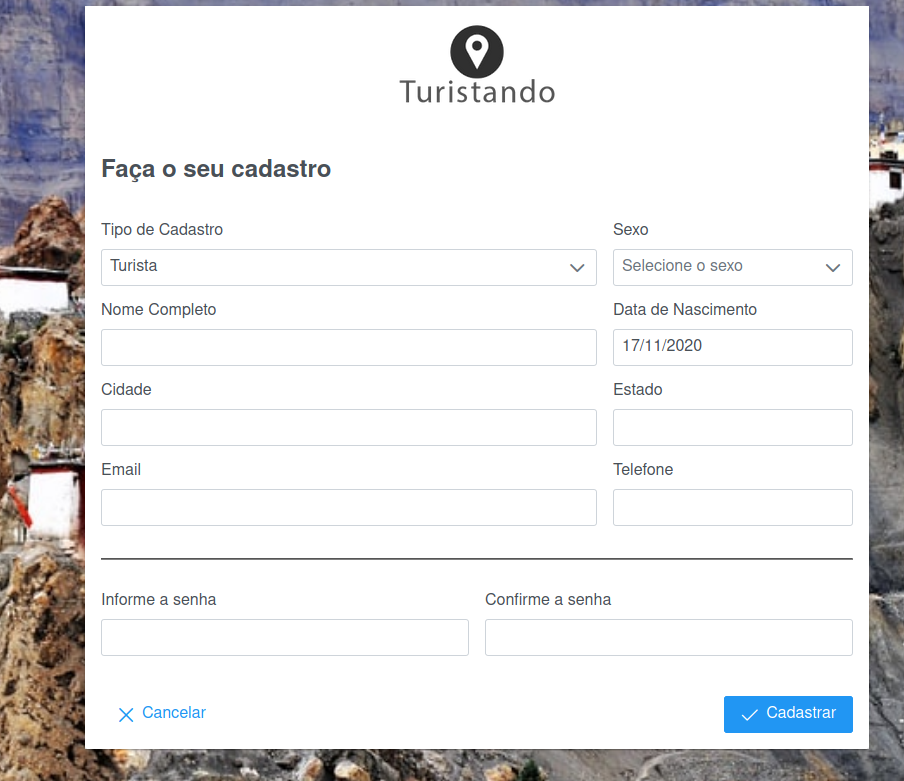 Turistando
Faça o seu cadastro
Tipo de Cadastro
Sexo
Turista
Selecione o sexo
Nome Completo
Data de Nascimento
17/11/2020
Cidade
Estado
Email
Telefone
Informe a senha
Confirme a senha
Cancelar
Cadastrar